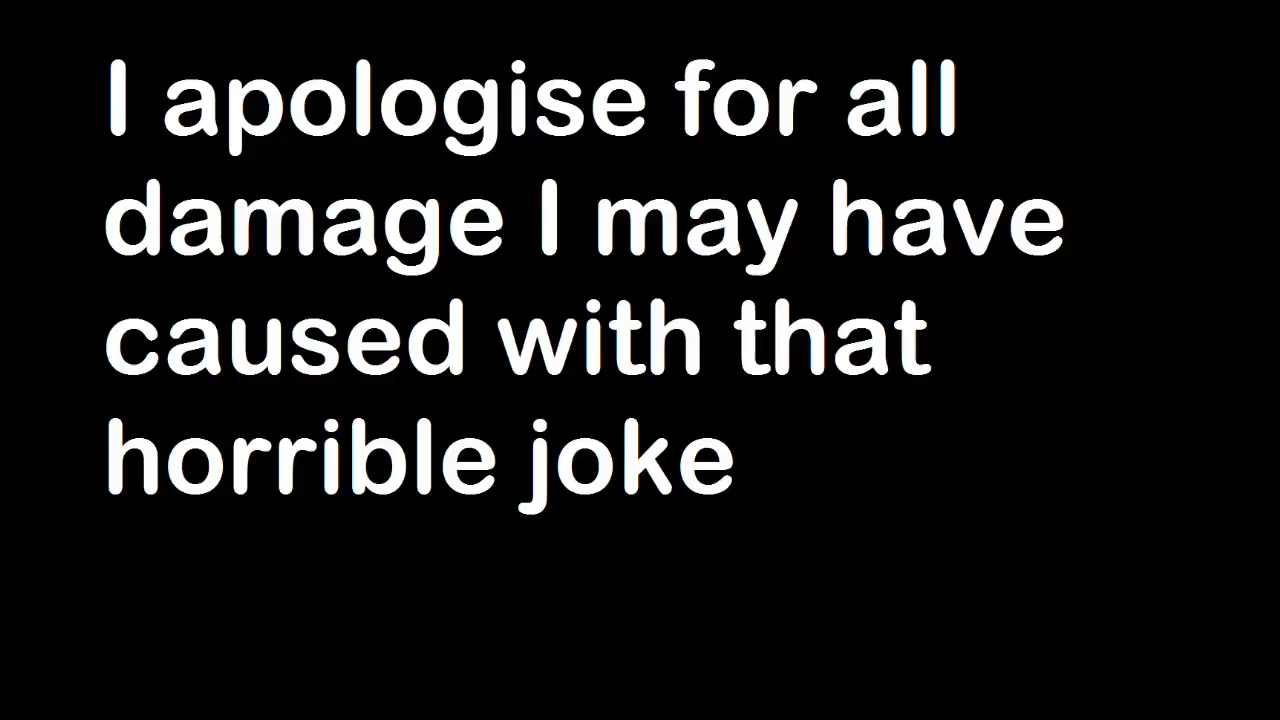 I apologise for all
damage I may have
caused with that
horrible joke